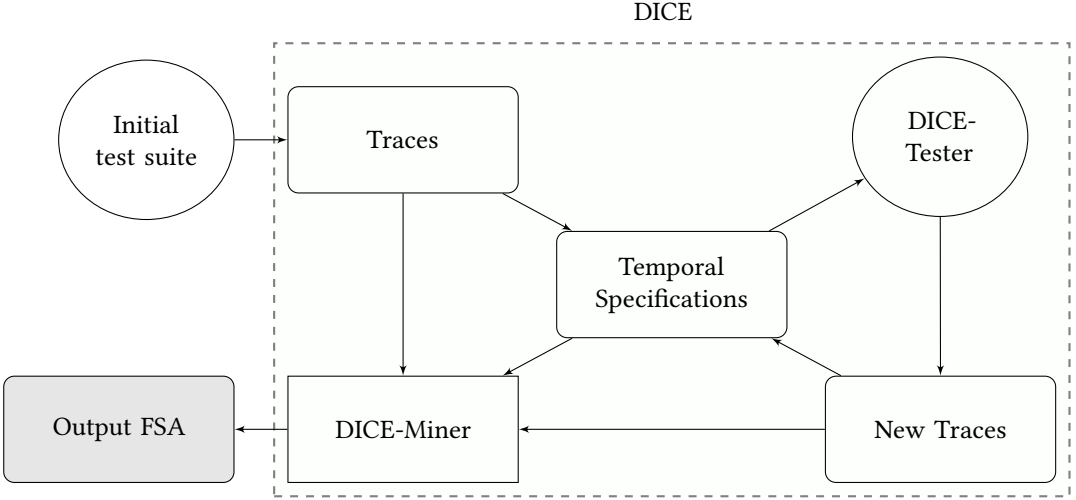 DICE
Initial
test suite
Traces
DICE-
Tester
Temporal
Specifications
Output FSA
DICE-Miner
New Traces